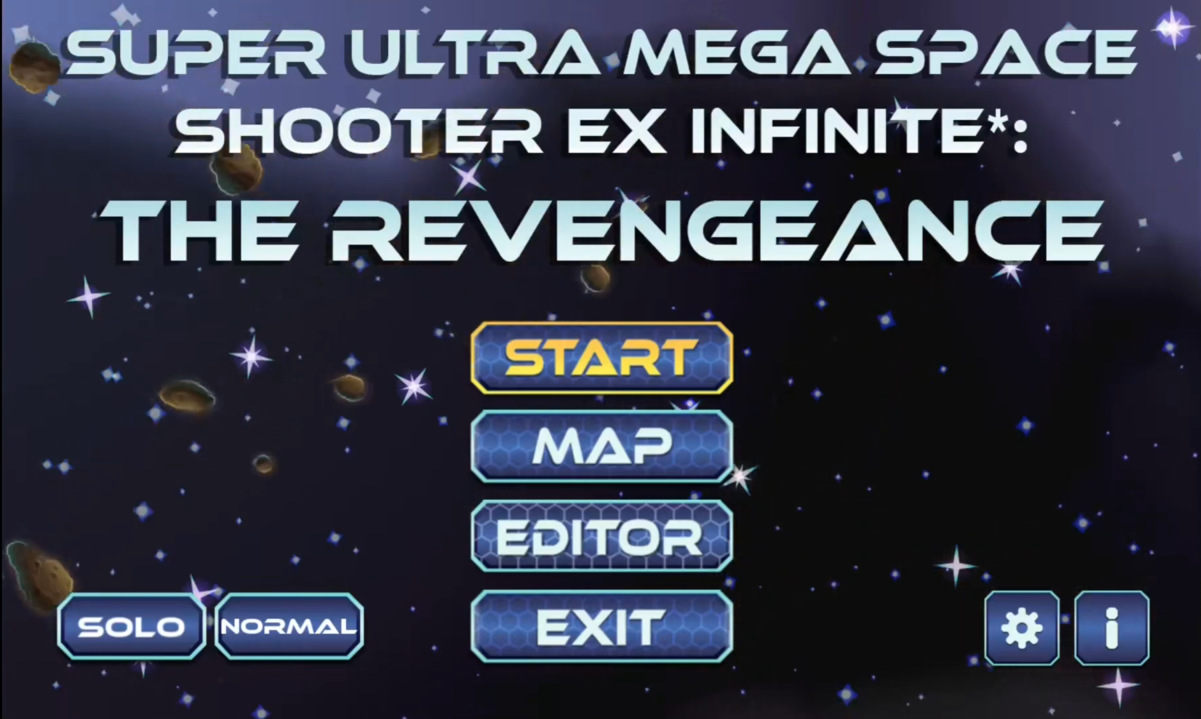 SUPER ULTRA MEGA SPACE
SHOOTER EX INFINITE*:
THE REVENGEANCE
START
MAP
EDITOR
EXIT
SOLO
NORMAL
i